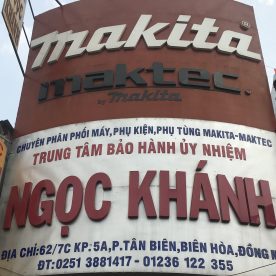 makita®
maktec.
by makita
CHUYÊN PHÂN PHỐI MÁY,PHỤ KIỆN,PHỤ TÙNG MAKITA-MAKTEC
TRUNG TÂM BẢO HÀNH ỦY NHIỆM
NGỌC KHÁNH
ĐỊA CHỈ:62/7C KP:5A,P.TÂN BIÊN,BIÊN HÒA,ĐỒNG N
ĐT:0251 3881417 - 01236 122 355